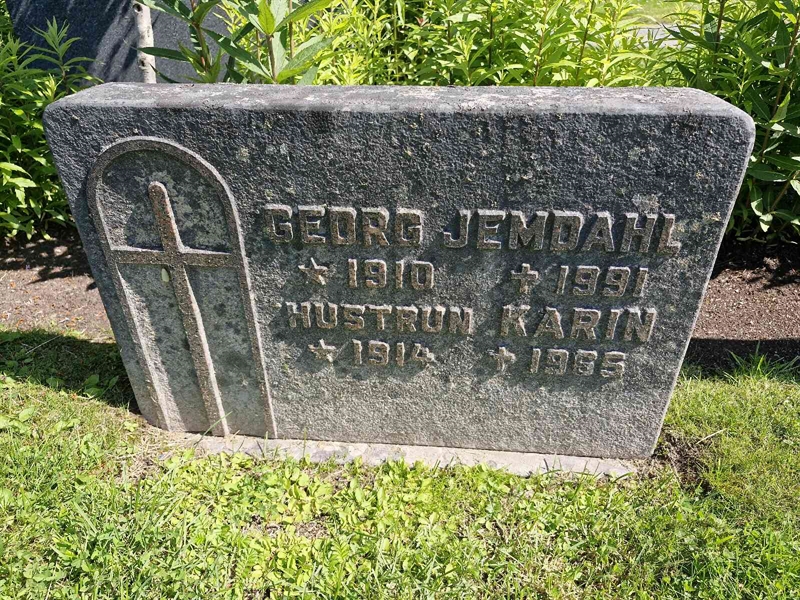 GEORG JEMDAHL
☆ 1910 ✝ 1991
HUSTRUN KARIN
☆ 1914 ✝ 1985